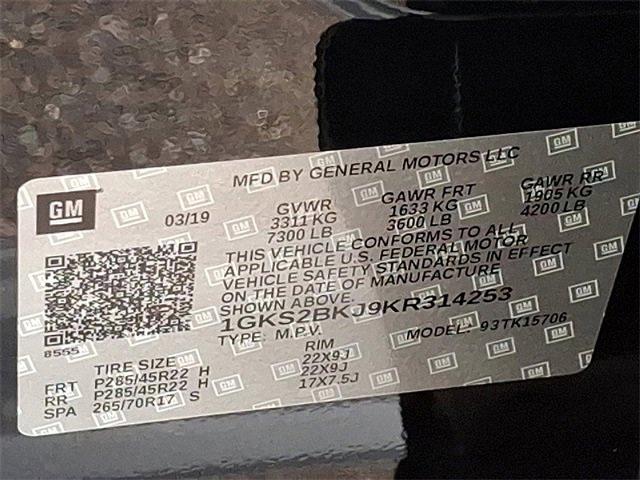 MFD BY GENERAL MOTORS LLC
GM
03/19
GVWR GAWR FRT GAWR RR
3311 KG 1633 KG 1905 KG
7300 LB 3600 LB 4200 LB
THIS VEHICLE CONFORMS TO ALL
APPLICABLE U.S. FEDERAL MOTOR
VEHICLE SAFETY STANDARDS IN EFFECT
ON THE DATE OF MANUFACTURE
SHOWN ABOVE.
1GKS2BKJ9KR314253
TYPE: M.P.V. MODEL: 93TK15706
8555
TIRE SIZE RIM
FRT P285/45R22 H 22X9J
RR P285/45R22 H 22X9J
SPA 265/70R17 S 17X7.5J